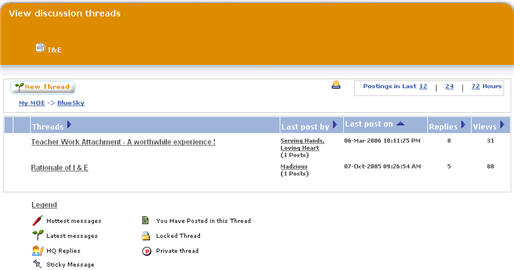 View discussion threads
I&E
New Thread
Postings in Last 12 | 24 | 72 Hours
My MOE -> BlueSky
Threads Last post by Last post on Replies Views
Teacher Work Attachment - A worthwhile experience! Serving Hands, 06-Mar-2006 10:11:25 PM 8 31
Loving Heart
(1 Posts)
Rationale of I & E Madzious 07-Oct-2005 09:26:54 AM 5 88
(1 Posts)
Legend
Hottest messages You Have Posted in this Thread
Latest messages Locked Thread
HQ Replies Private thread
Sticky Message